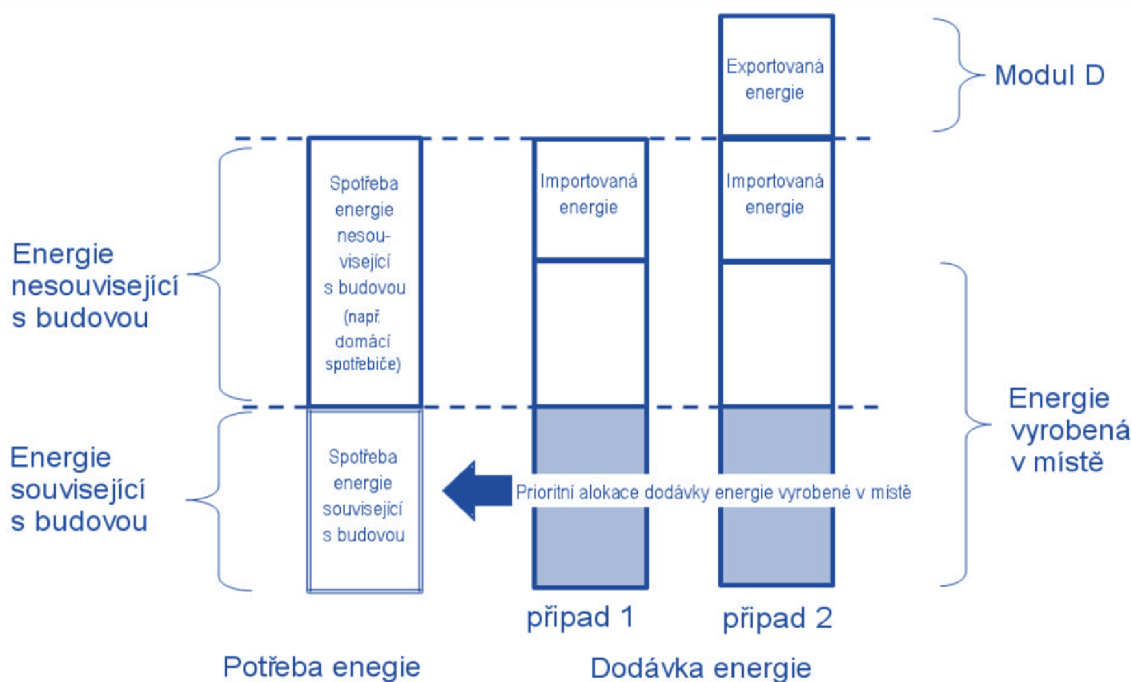 Exportovaná
energie
Modul D
Energie
nesouvisející
s budovou
Spotřeba
energie
nesou-
visející
s budovou
(např.
domácí
spotřebiče)
Importovaná
energie
Importovaná
energie
Energie
související
s budovou
Spotřeba
energie
související
s budovou
Prioritní alokace dodávky energie vyrobené v místě
Energie
vyrobená
v místě
připad 1
připad 2
Potřeba enegie
Dodávka energie